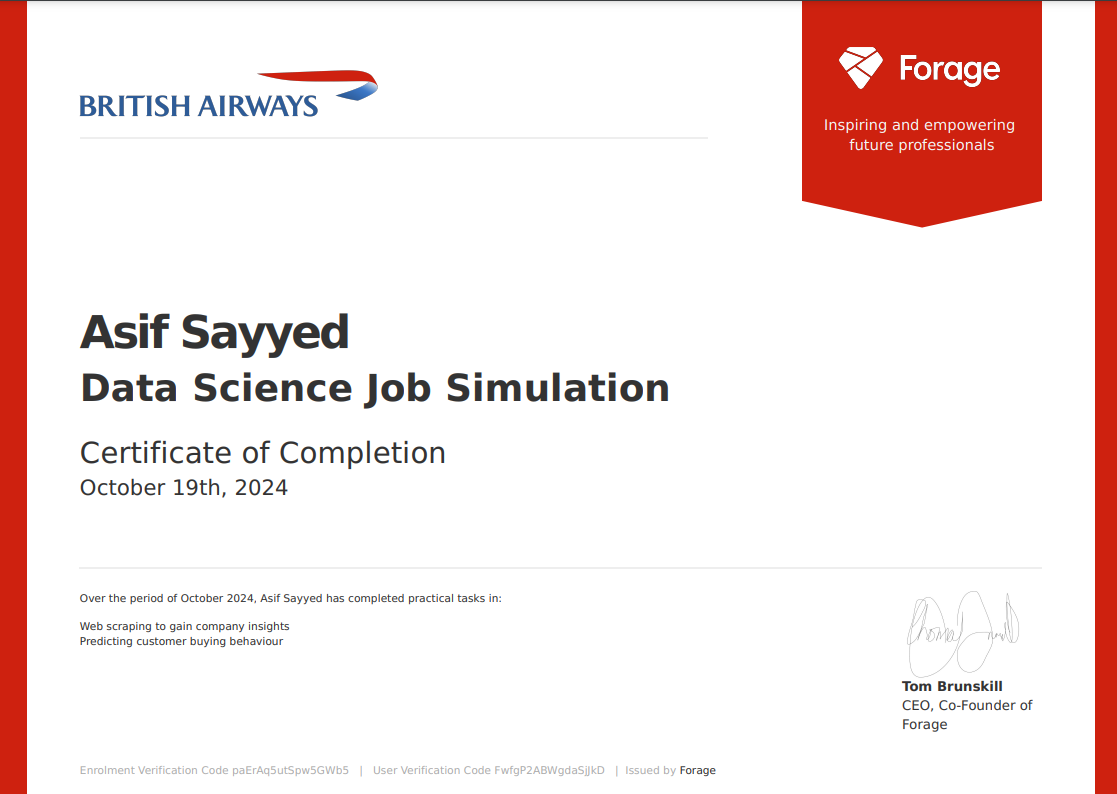 BRITISH AIRWAYS
Forage
Inspiring and empowering
future professionals
Asif Sayyed
Data Science Job Simulation
Certificate of Completion
October 19th, 2024
Over the period of October 2024, Asif Sayyed has completed practical tasks in:
Web scraping to gain company insights
Predicting customer buying behaviour
Tom Brunskill
CEO, Co-Founder of
Forage
Enrolment Verification Code paErAq5utSpw5GWb5 | User Verification Code FwfgP2ABWgdaSjJkD | Issued by Forage